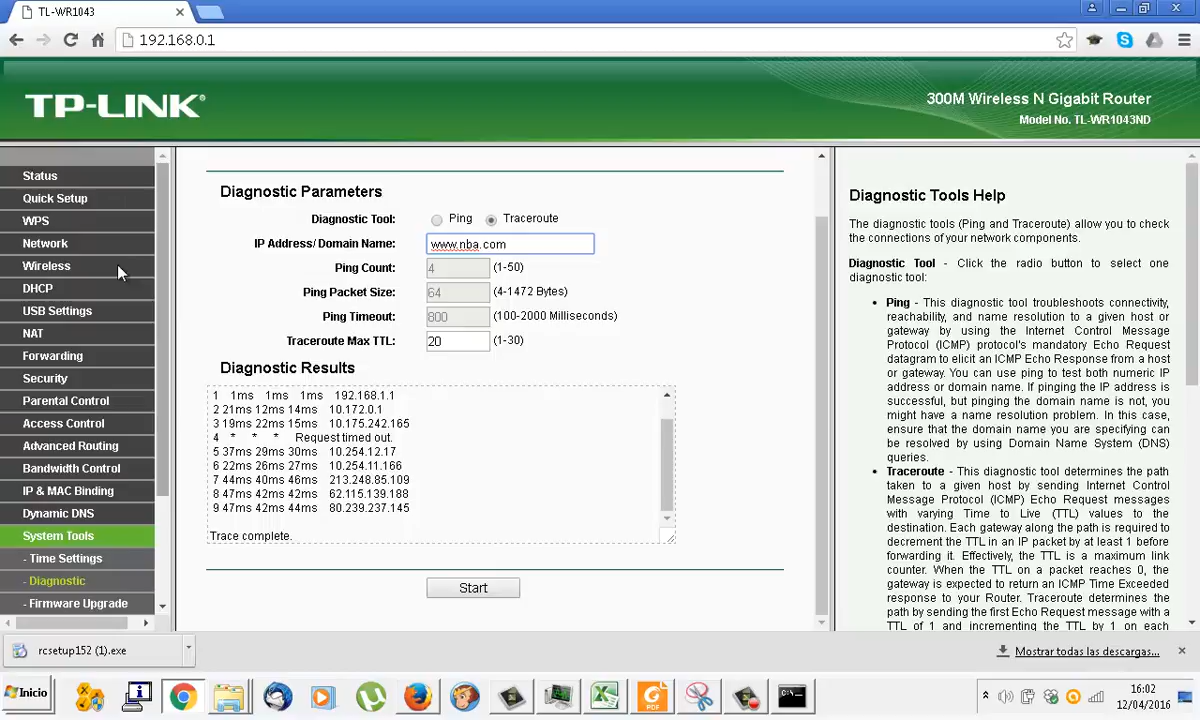 TL-WR1043
192.168.0.1
TP-LINK®
300M Wireless N Gigabit Router
Model No. TL-WR1043ND
Status
Quick Setup
WPS
Network
Wireless
DHCP
USB Settings
NAT
Forwarding
Security
Parental Control
Access Control
Advanced Routing
Bandwidth Control
IP & MAC Binding
Dynamic DNS
System Tools
- Time Settings
- Diagnostic
- Firmware Upgrade
Diagnostic Parameters
Diagnostic Tool: Ping Traceroute
IP Address/ Domain Name: www.nba.com
Ping Count: 4 (1-50)
Ping Packet Size: 64 (4-1472 Bytes)
Ping Timeout: 800 (100-2000 Milliseconds)
Traceroute Max TTL: 20 (1-30)
Diagnostic Results
1 1ms 1ms 1ms 192.168.1.1
2 21ms 12ms 14ms 10.172.0.1
3 19ms 22ms 15ms 10.175.242.165
4 * * * Request timed out.
5 37ms 29ms 30ms 10.254.12.17
6 22ms 26ms 27ms 10.254.11.166
7 44ms 40ms 46ms 213.248.85.109
8 47ms 42ms 42ms 62.115.139.188
9 47ms 42ms 44ms 80.239.237.145
Trace complete.
Start
Diagnostic Tools Help
The diagnostic tools (Ping and Traceroute) allow you to check
the connections of your network components.
Diagnostic Tool - Click the radio button to select one
diagnostic tool:
• Ping - This diagnostic tool troubleshoots connectivity,
reachability, and name resolution to a given host or
gateway by using the Internet Control Message
Protocol (ICMP) protocol's mandatory Echo Request
datagram to elicit an ICMP Echo Response from a host
or gateway. You can use ping to test both numeric IP
address or domain name. If pinging the IP address is
successful, but pinging the domain name is not, you
might have a name resolution problem. In this case,
ensure that the domain name you are specifying can
be resolved by using Domain Name System (DNS)
queries.
• Traceroute - This diagnostic tool determines the path
taken to a given host by sending Internet Control
Message Protocol (ICMP) Echo Request messages
with varying Time to Live (TTL) values to the
destination. Each gateway along the path is required to
decrement the TTL in an IP packet by at least 1 before
forwarding it. Effectively, the TTL is a maximum link
counter. When the TTL on a packet reaches 0, the
gateway is expected to return an ICMP Time Exceeded
response to your Router. Traceroute determines the
path by sending the first Echo Request message with a
TTL of 1 and incrementing the TTL by 1 on each
rcsetup152 (1).exe
Mostrar todas las descargas...
Inicio
PDF
16:02
12/04/2016